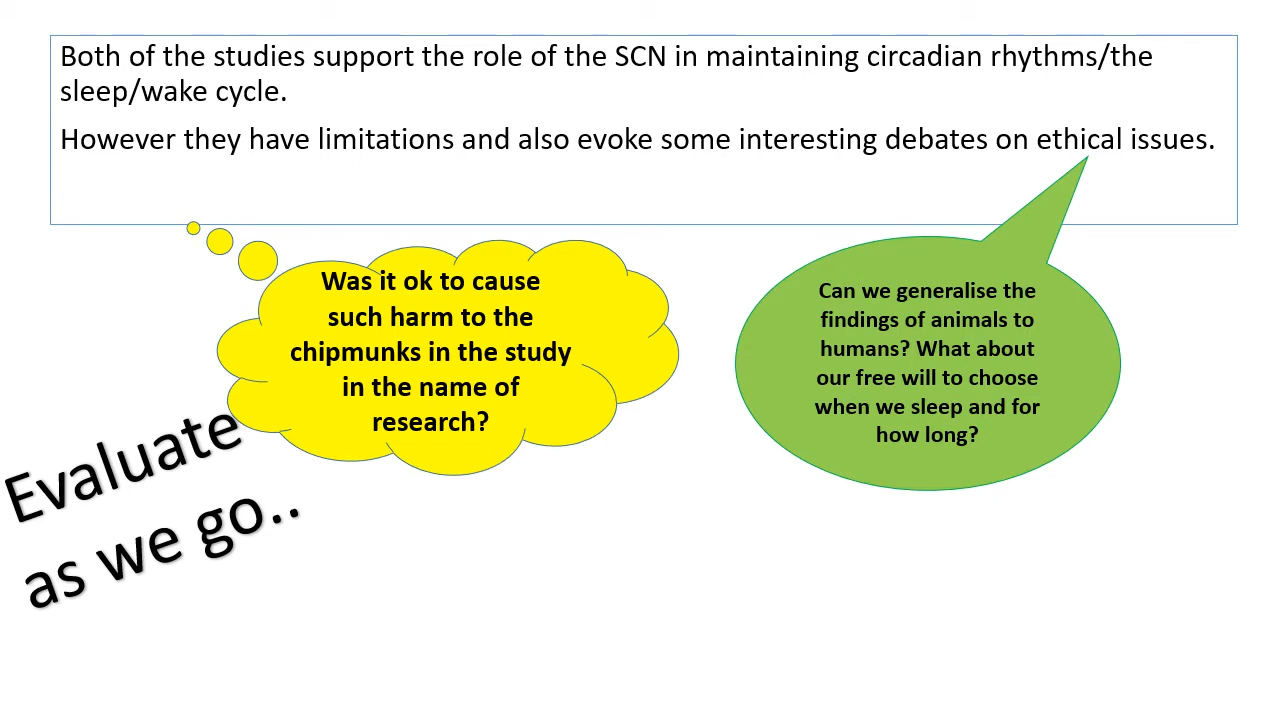 Both of the studies support the role of the SCN in maintaining circadian rhythms/the
sleep/wake cycle.
However they have limitations and also evoke some interesting debates on ethical issues.
Was it ok to cause
such harm to the
chipmunks in the study
in the name of
research?
Can we generalise the
findings of animals to
humans? What about
our free will to choose
when we sleep and for
how long?
Evaluate
as we go..